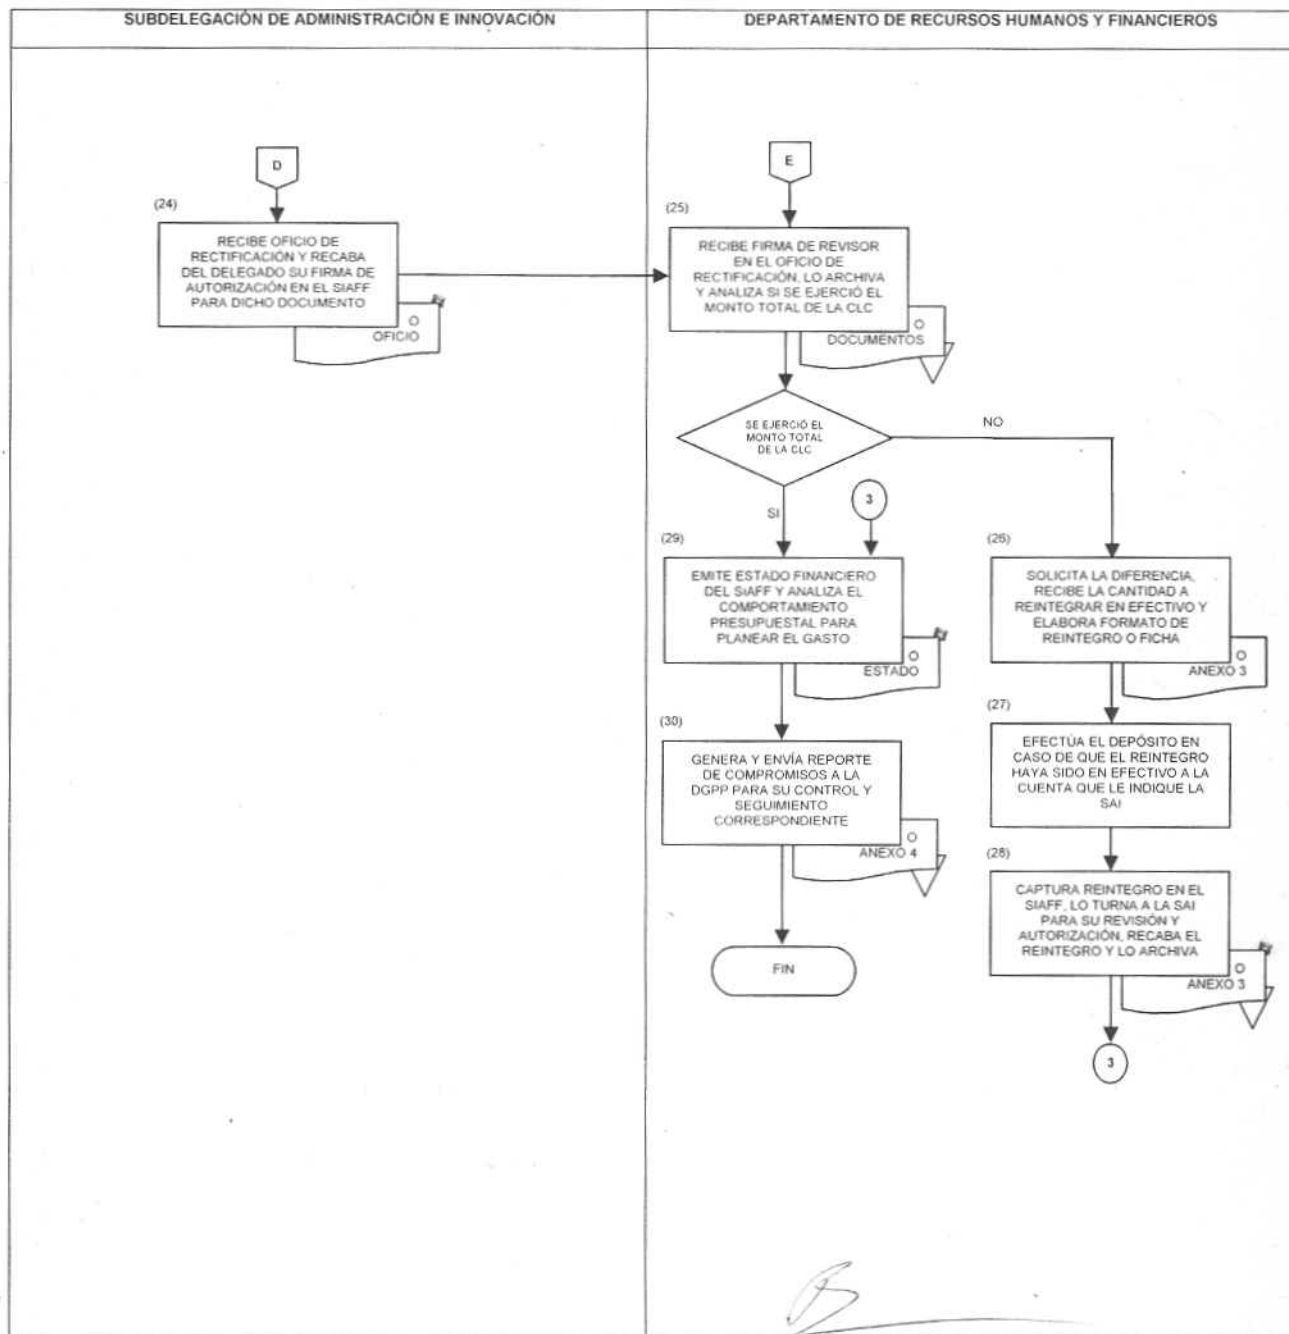 SUBDELEGACIÓN DE ADMINISTRACIÓN E INNOVACIÓN
DEPARTAMENTO DE RECURSOS HUMANOS Y FINANCIEROS
D
(24)
RECIBE OFICIO DE
RECTIFICACIÓN Y RECABA
DEL DELEGADO SU FIRMA DE
AUTORIZACIÓN EN EL SIAFF
PARA DICHO DOCUMENTO
O
OFICIO
E
(25)
RECIBE FIRMA DE REVISOR
EN EL OFICIO DE
RECTIFICACIÓN, LO ARCHIVA
Y ANALIZA SI SE EJERCIÓ EL
MONTO TOTAL DE LA CLC
O
DOCUMENTOS
SE EJERCIÓ EL
MONTO TOTAL
DE LA CLC
NO
SI
3
(29)
EMITE ESTADO FINANCIERO
DEL SIAFF Y ANALIZA EL
COMPORTAMIENTO
PRESUPUESTAL PARA
PLANEAR EL GASTO
O
ESTADO
(30)
GENERA Y ENVÍA REPORTE
DE COMPROMISOS A LA
DGPP PARA SU CONTROL Y
SEGUIMIENTO
CORRESPONDIENTE
O
ANEXO 4
FIN
(26)
SOLICITA LA DIFERENCIA,
RECIBE LA CANTIDAD A
REINTEGRAR EN EFECTIVO Y
ELABORA FORMATO DE
REINTEGRO O FICHA
O
ANEXO 3
(27)
EFECTÚA EL DEPÓSITO EN
CASO DE QUE EL REINTEGRO
HAYA SIDO EN EFECTIVO A LA
CUENTA QUE LE INDIQUE LA
SAI
(28)
CAPTURA REINTEGRO EN EL
SIAFF, LO TURNA A LA SAI
PARA SU REVISIÓN Y
AUTORIZACIÓN, RECABA EL
REINTEGRO Y LO ARCHIVA
O
ANEXO 3
3